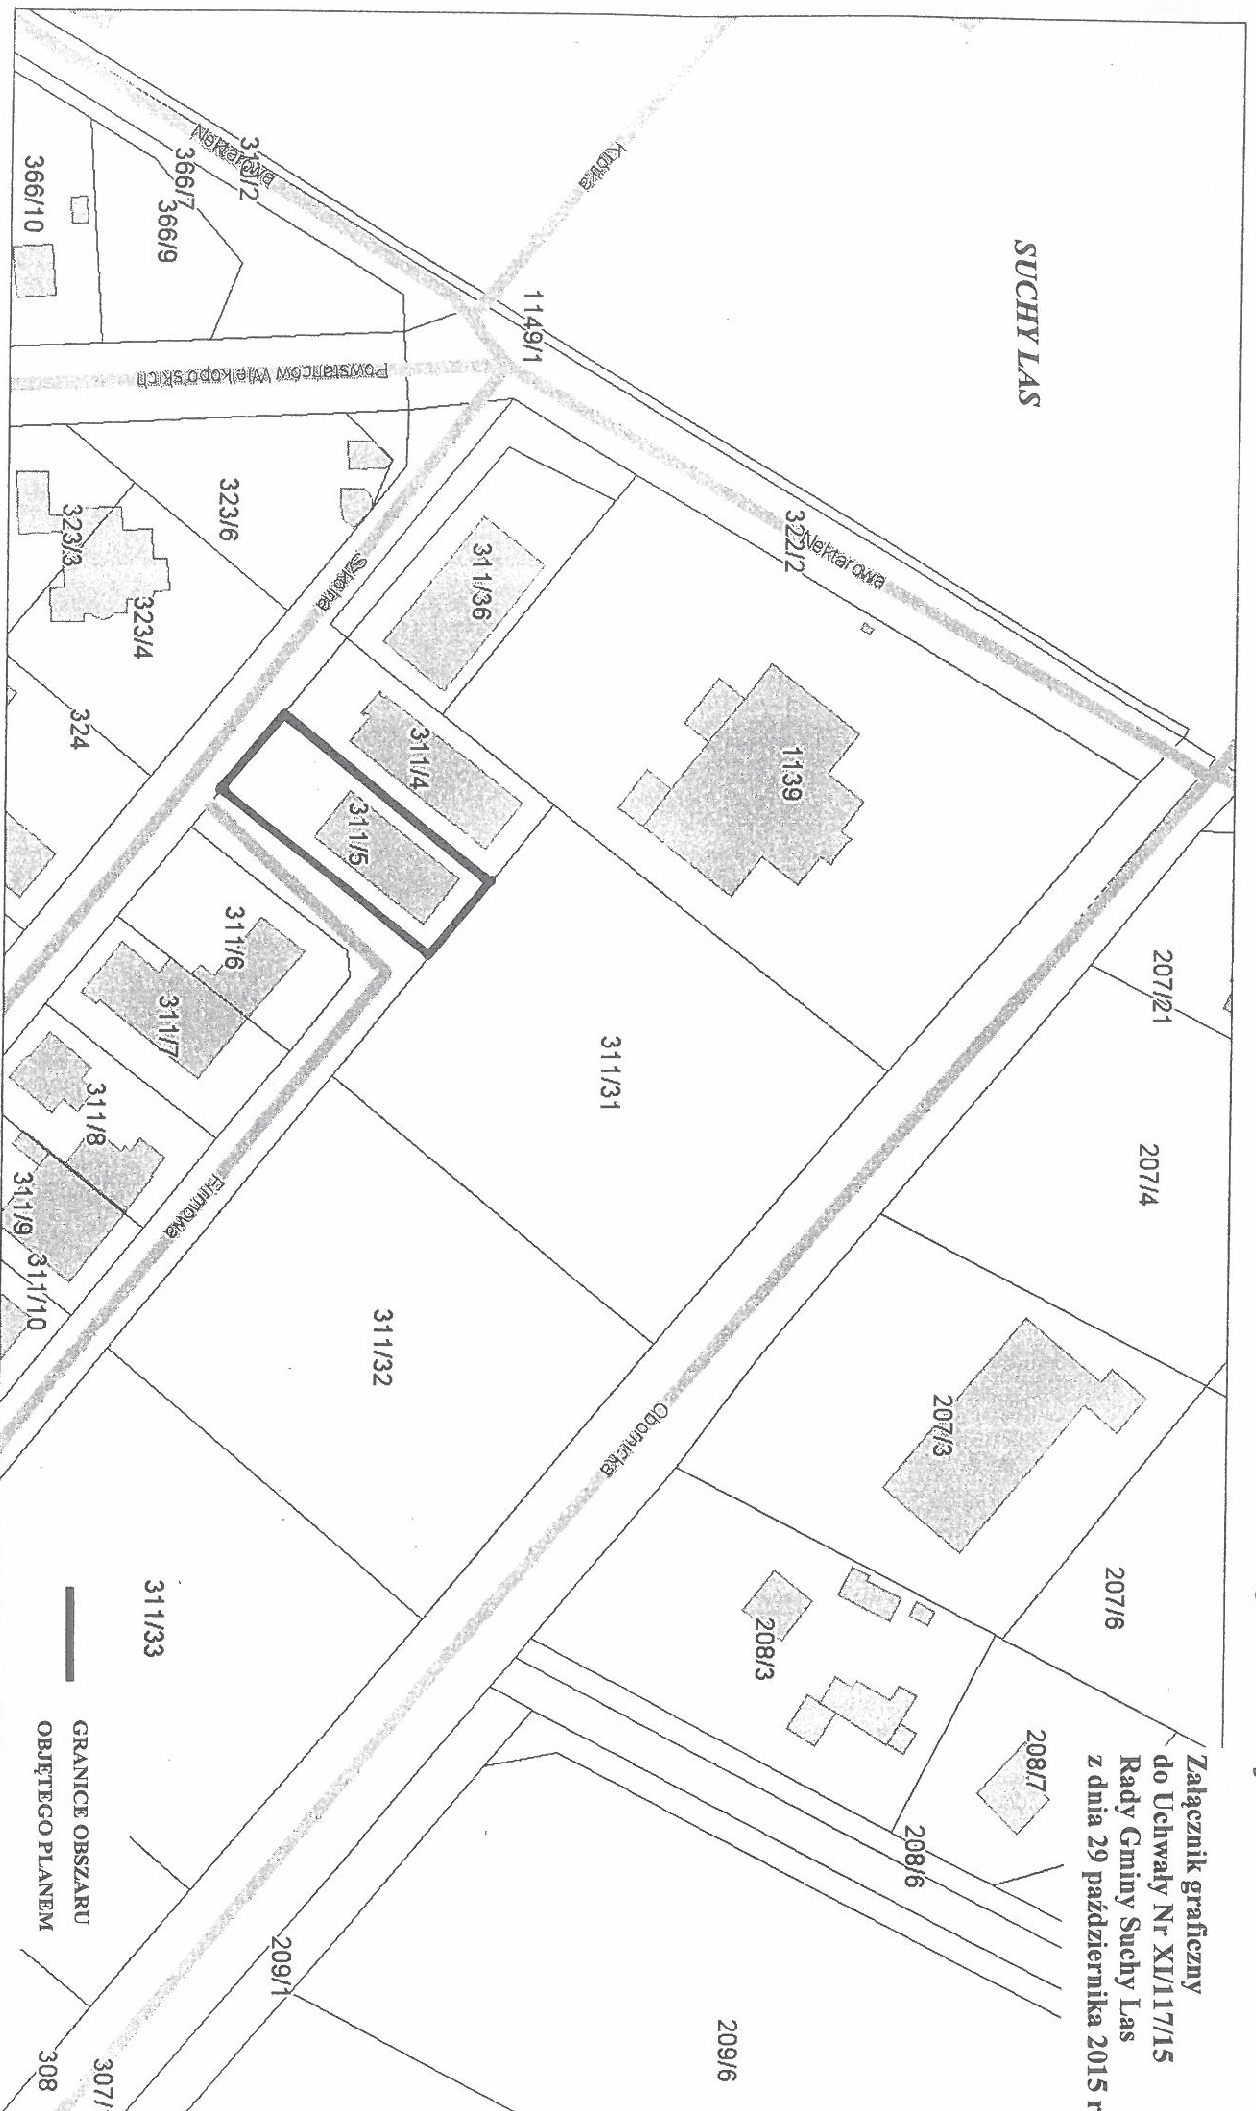 Załącznik graficzny
do Uchwały Nr XI/117/15
Rady Gminy Suchy Las
z dnia 29 października 2015 r
SUCHY LAS
Krótka
Nektarowa
366/10
366/7
366/9
1149/1
Powstańców Wielkoposkich
322/2
Nektarowa
323/6
323/3
323/4
324
Szkolna
311/36
311/4
311/5
1139
311/6
311/7
311/8
311/9
311/10
Firmowa
311/31
311/32
311/33
Obornicka
207/21
207/4
207/3
207/6
208/3
208/7
208/6
209/1
209/6
307/
308
GRANICE OBSZARU
OBJĘTEGO PLANEM